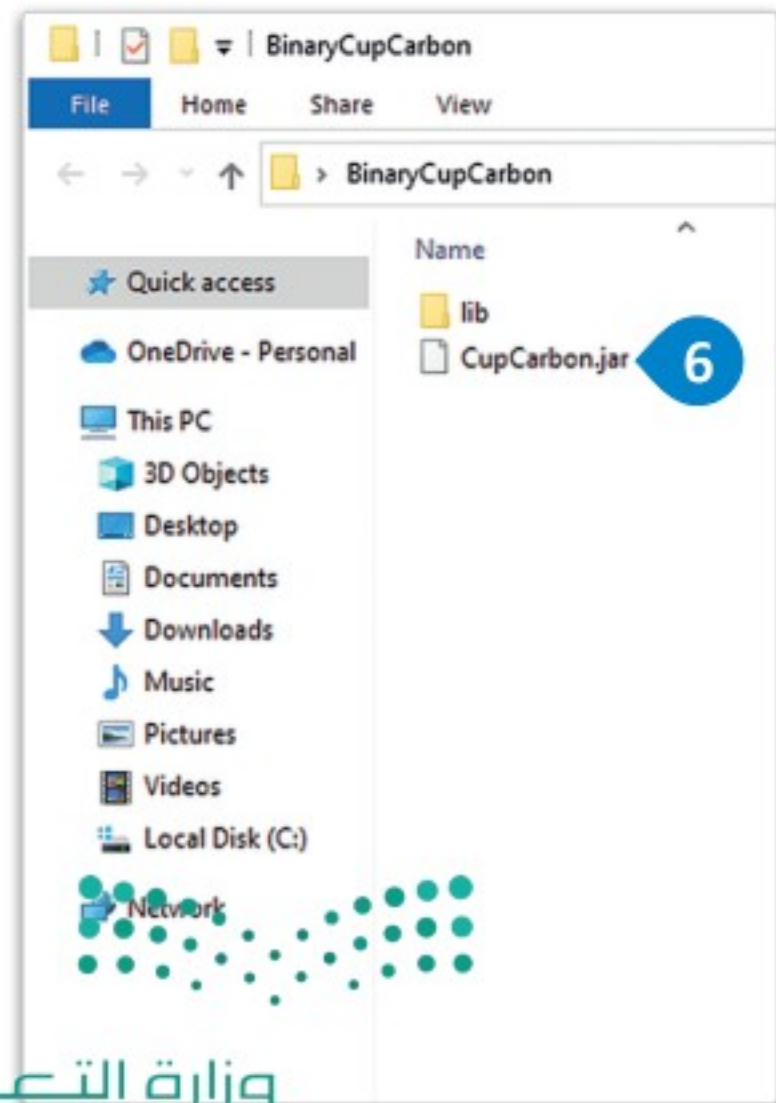 BinaryCupCarbon
File Home Share View
BinaryCupCarbon
Name
Quick access
lib
OneDrive - Personal
CupCarbon.jar 6
This PC
3D Objects
Desktop
Documents
Downloads
Music
Pictures
Videos
Local Disk (C:)
Network
وزارة